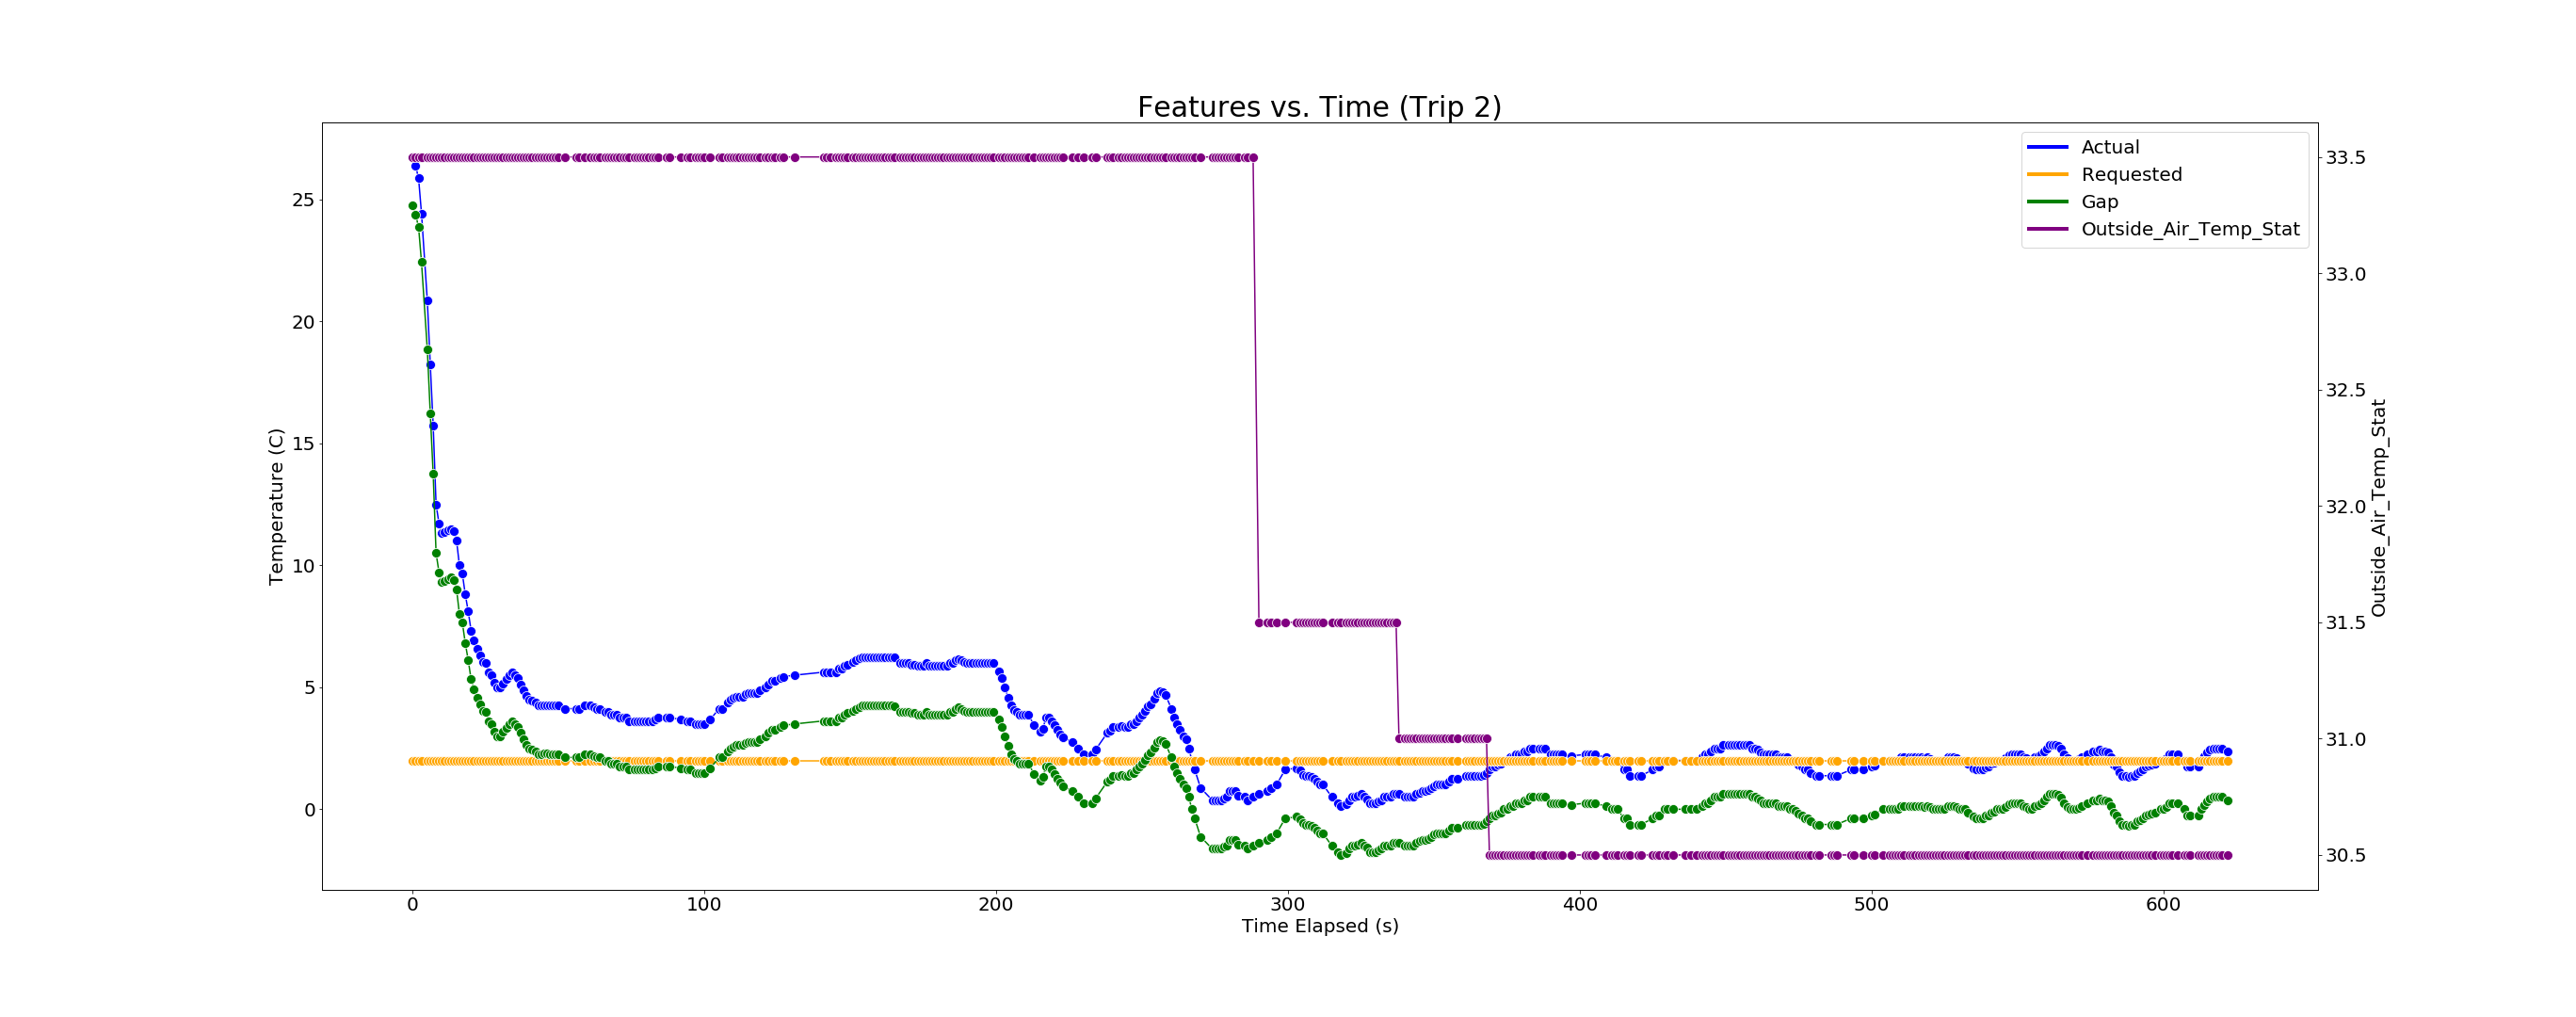 Features vs. Time (Trip 2)
Actual
Requested
Gap
Outside_Air_Temp_Stat
25
20
15
10
5
0
Temperature (C)
33.5
33.0
32.5
32.0
31.5
31.0
30.5
Outside_Air_Temp_Stat
0
100
200
300
400
500
600
Time Elapsed (s)